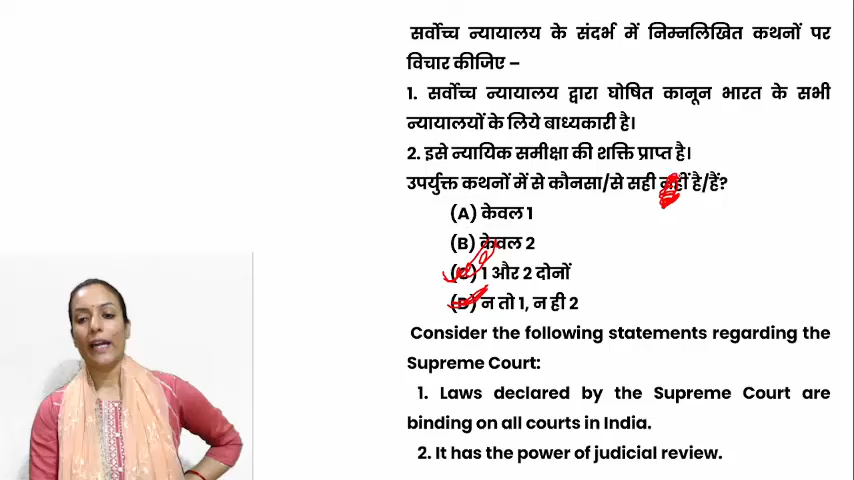 सर्वोच्च न्यायालय के संदर्भ में निम्नलिखित कथनों पर
विचार कीजिए –
1. सर्वोच्च न्यायालय द्वारा घोषित कानून भारत के सभी
न्यायालयों के लिये बाध्यकारी है।
2. इसे न्यायिक समीक्षा की शक्ति प्राप्त है।
उपर्युक्त कथनों में से कौनसा/से सही है/हैं?
(A) केवल 1
(B) केवल 2
(C) 1 और 2 दोनों
(D) न तो 1, न ही 2
Consider the following statements regarding the
Supreme Court:
1. Laws declared by the Supreme Court are
binding on all courts in India.
2. It has the power of judicial review.